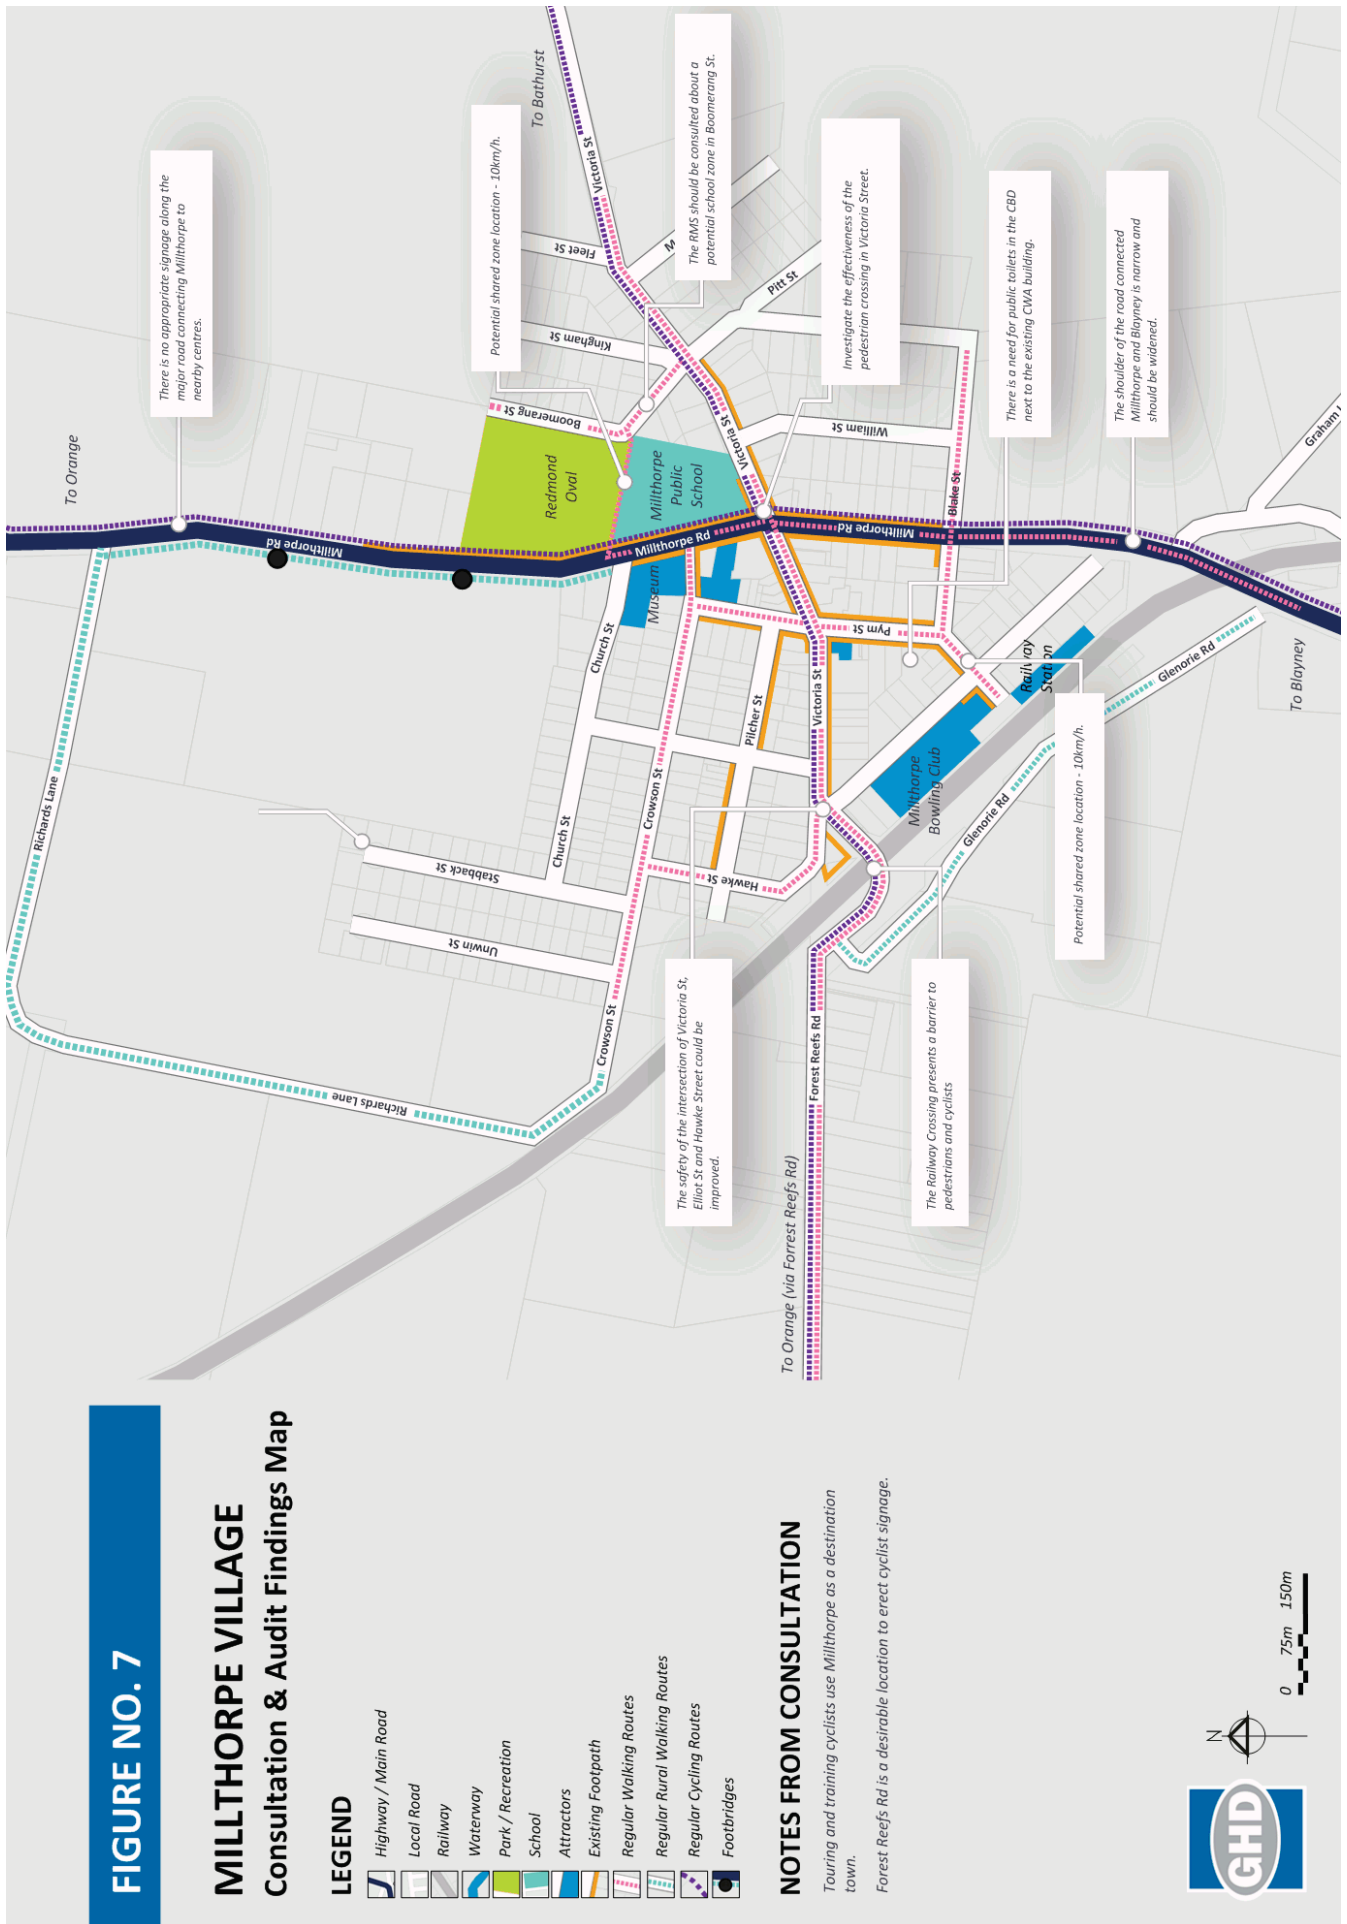 FIGURE NO. 7
MILLTHORPE VILLAGE
Consultation & Audit Findings Map
LEGEND
Highway / Main Road
Local Road
Railway
Waterway
Park / Recreation
School
Attractors
Existing Footpath
Regular Walking Routes
Regular Rural Walking Routes
Regular Cycling Routes
Footbridges
NOTES FROM CONSULTATION
Touring and training cyclists use Millthorpe as a destination
town.
Forest Reefs Rd is a desirable location to erect cyclist signage.
GHD
N
0 75m 150m
To Orange
There is no appropriate signage along the
major road connecting Millthorpe to
nearby centres.
Richards Lane
Richards Lane
Millthorpe Rd
Stabback St
Unwin St
Church St
Church St
Crowson St
Crowson St
Redmond
Oval
Boomerang St
Potential shared zone location - 10km/h.
To Bathurst
Victoria St
Fleet St
Kingham St
M
The RMS should be consulted about a
potential school zone in Boomerang St.
Millthorpe
Public
School
Millthorpe Rd
Museum
Pitt St
Victoria St
William St
Investigate the effectiveness of the
pedestrian crossing in Victoria Street.
Millthorpe Rd
Blake St
There is a need for public toilets in the CBD
next to the existing CWA building.
The shoulder of the road connected
Millthorpe and Blayney is narrow and
should be widened.
Pym St
Pilcher St
Victoria St
Hawke St
The safety of the intersection of Victoria St,
Elliot St and Hawke Street could be
improved.
Millthorpe
Bowling Club
Railway
Station
Glenorie Rd
Glenorie Rd
Potential shared zone location - 10km/h.
The Railway Crossing presents a barrier to
pedestrians and cyclists
Forest Reefs Rd
To Orange (via Forrest Reefs Rd)
To Blayney
Graham